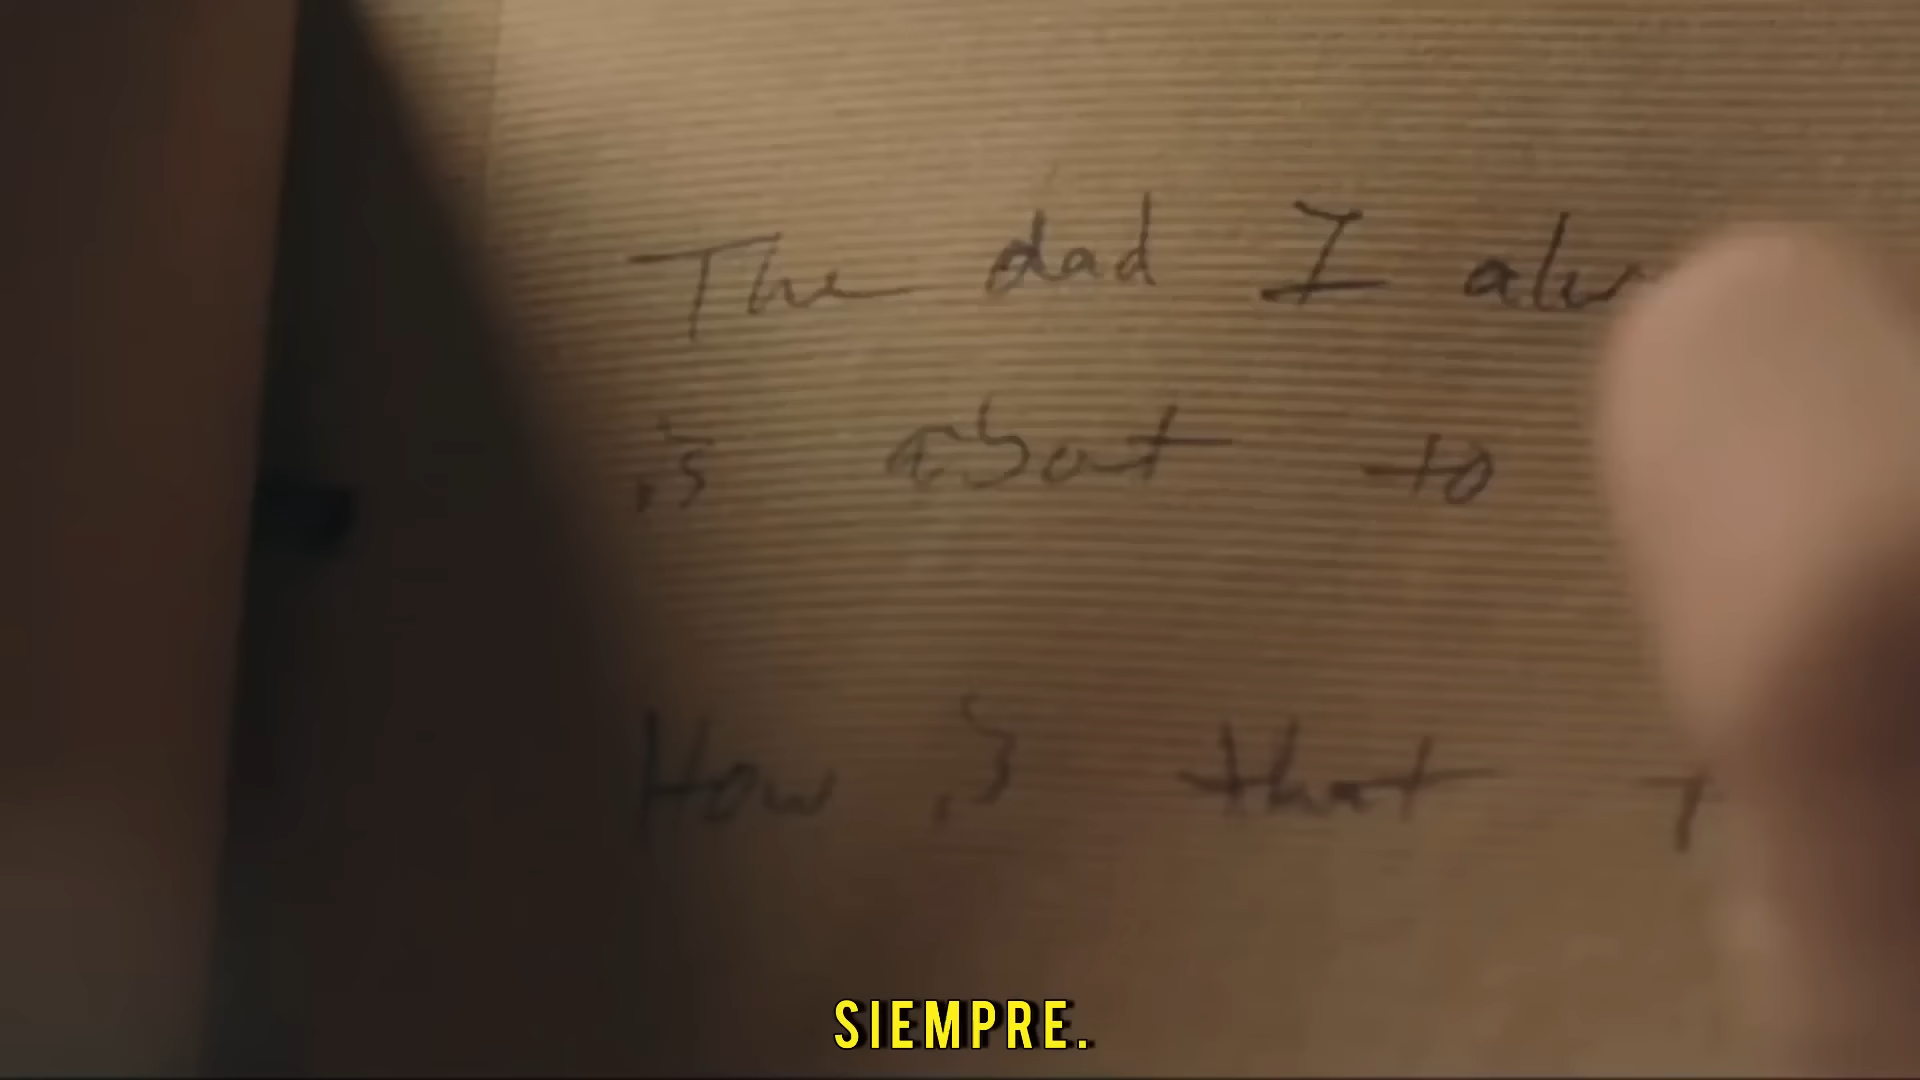 The dad I alw
is about to
How is that
SIEMPRE.